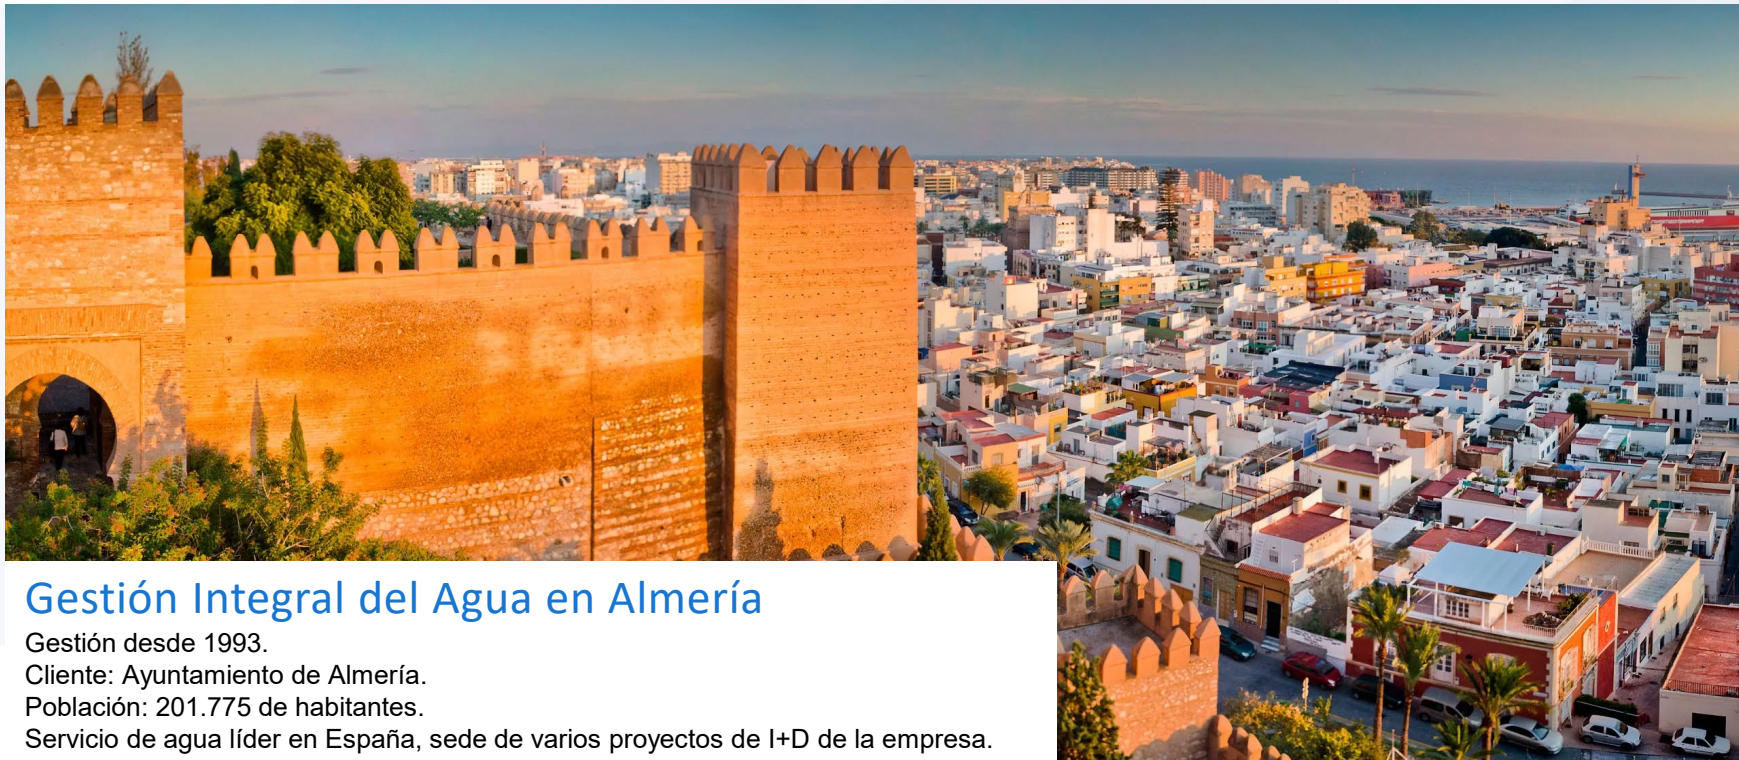 Gestión Integral del Agua en Almería
Gestión desde 1993.
Cliente: Ayuntamiento de Almería.
Población: 201.775 de habitantes.
Servicio de agua líder en España, sede de varios proyectos de I+D de la empresa.